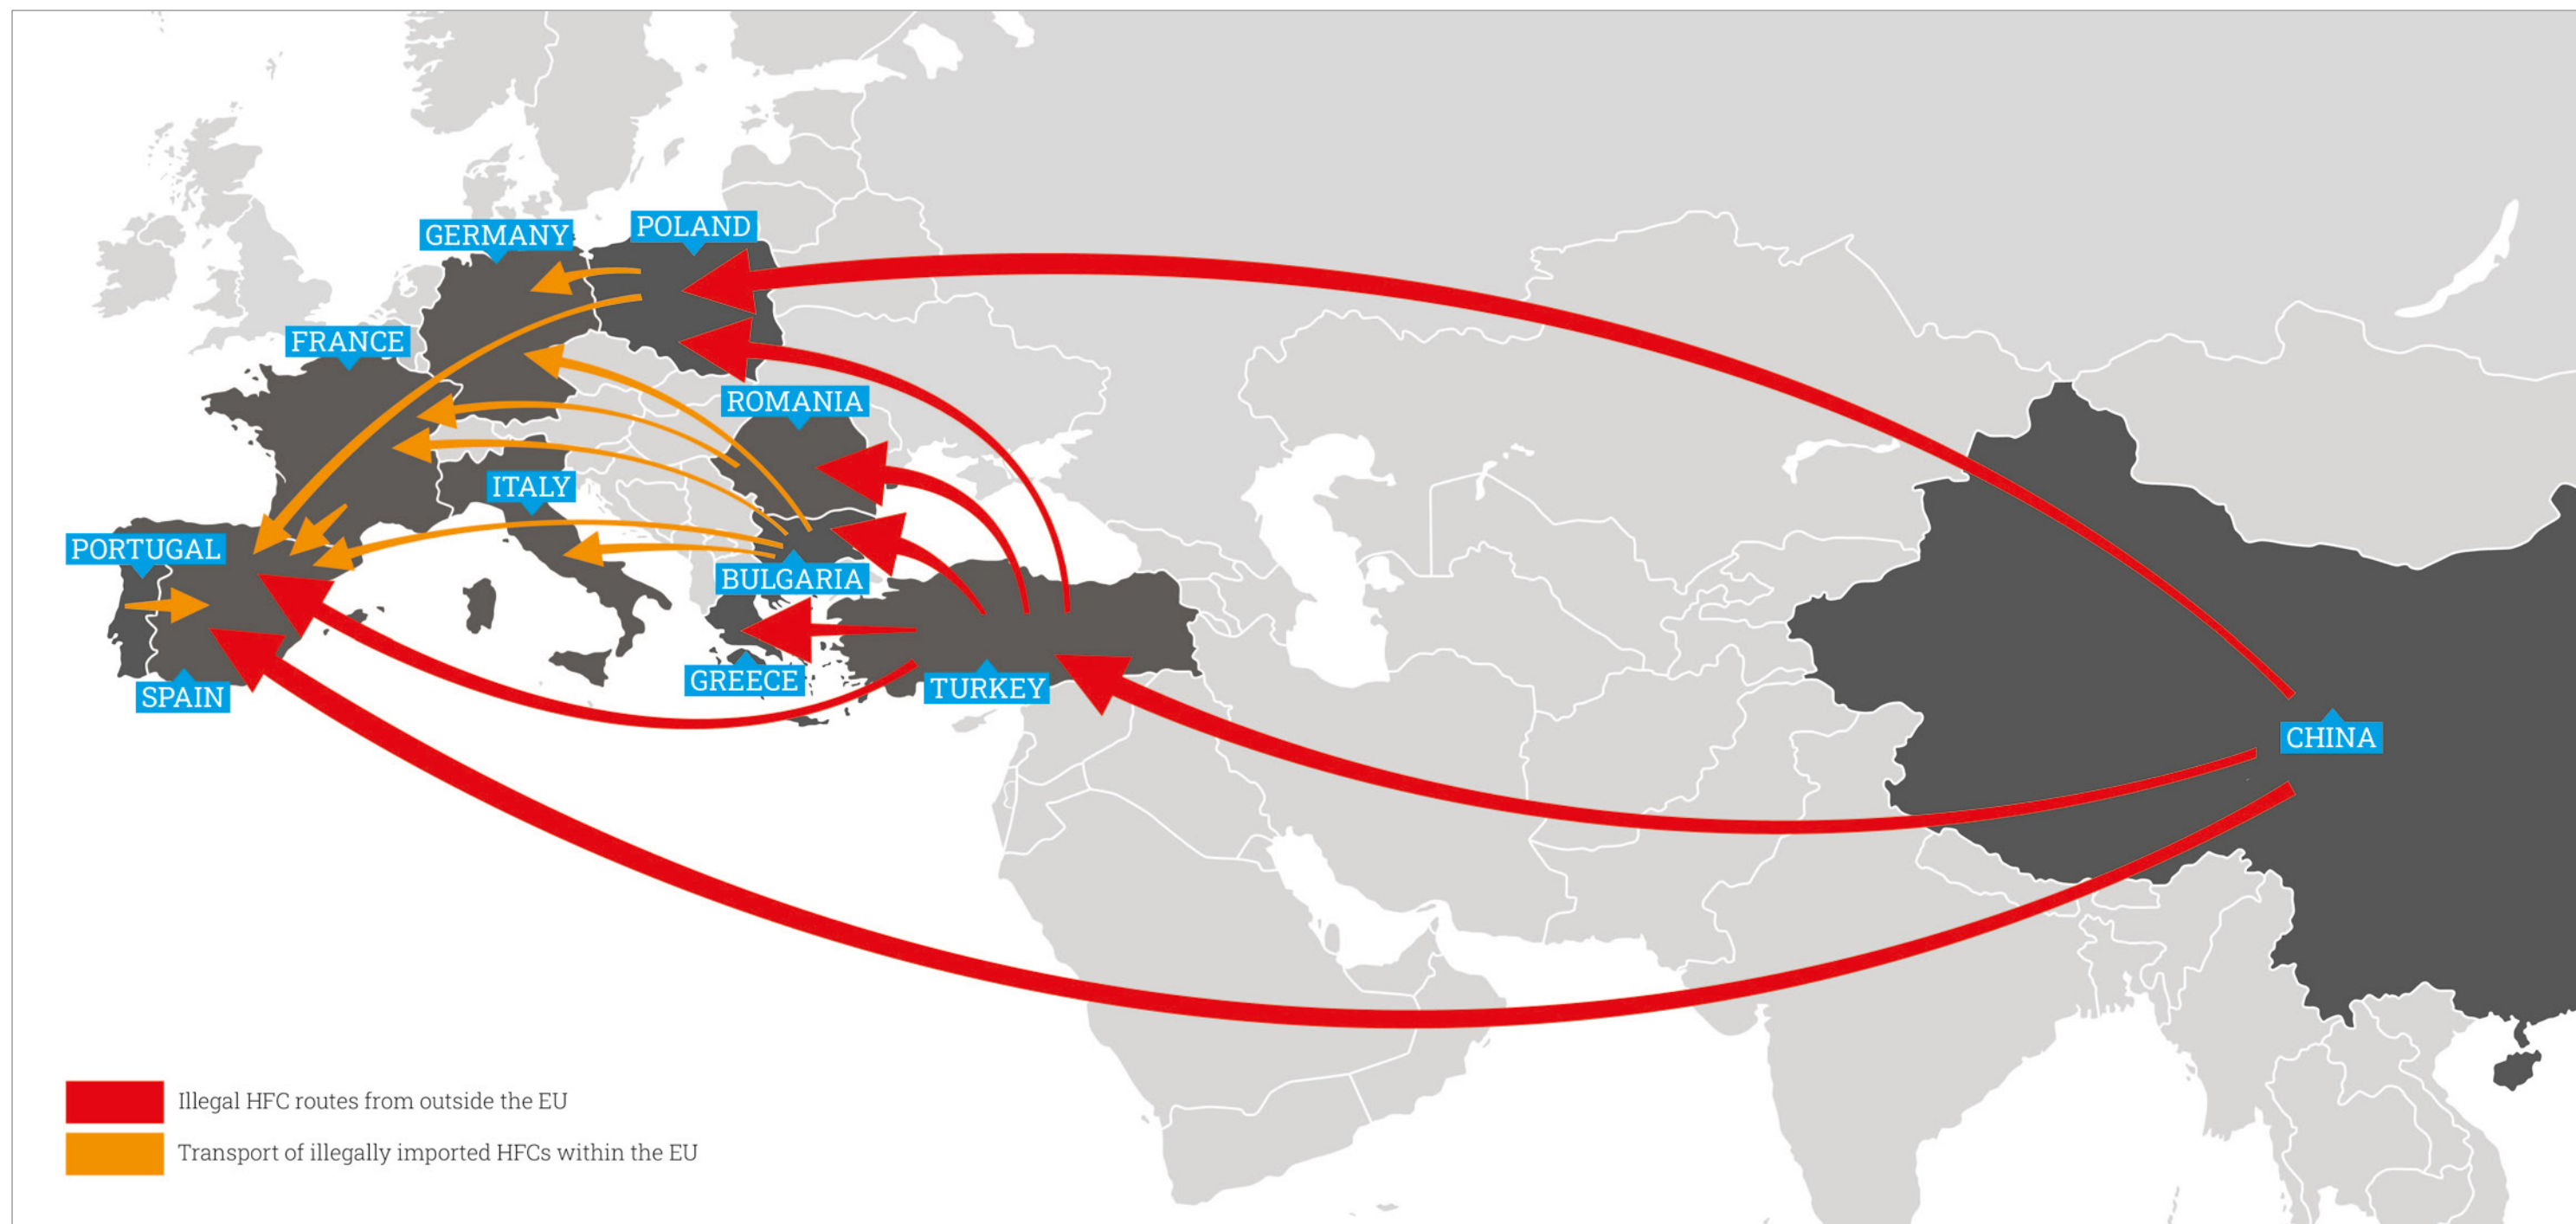 GERMANY
POLAND
FRANCE
ROMANIA
ITALY
PORTUGAL
BULGARIA
SPAIN
GREECE
TURKEY
CHINA
Illegal HFC routes from outside the EU
Transport of illegally imported HFCs within the EU